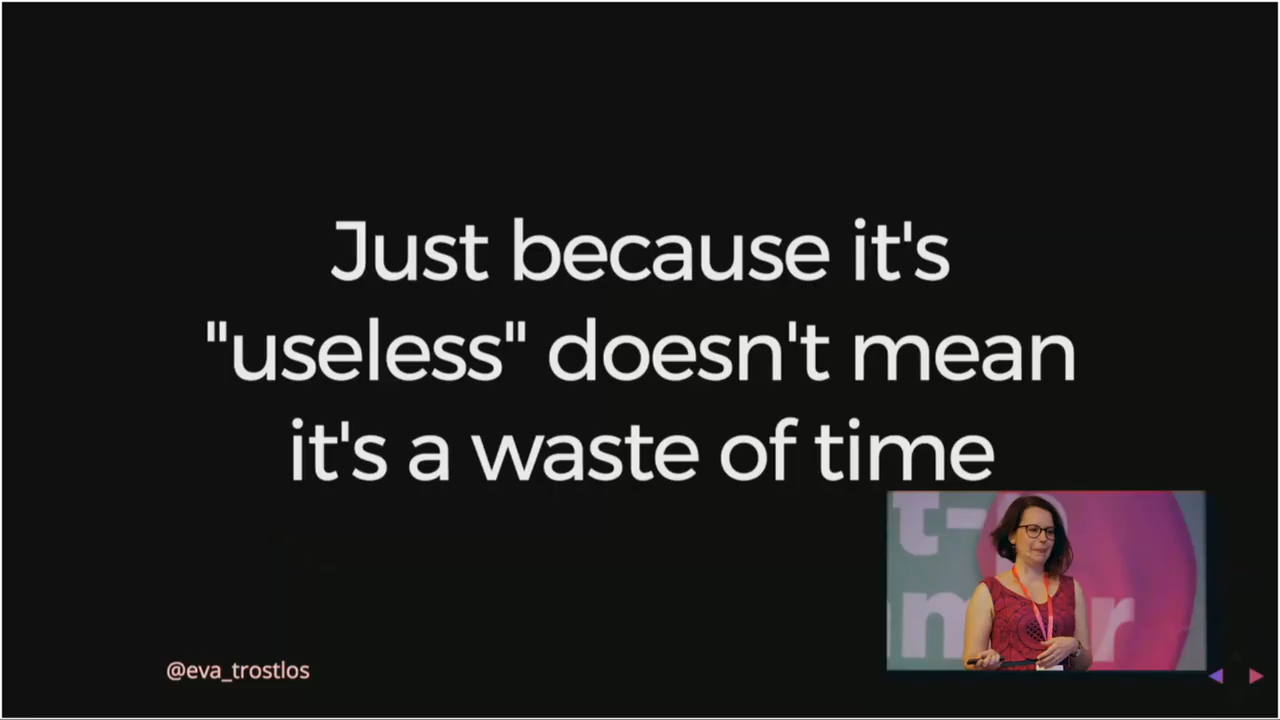 Just because it's
"useless" doesn't mean
it's a waste of time
@eva_trostlos